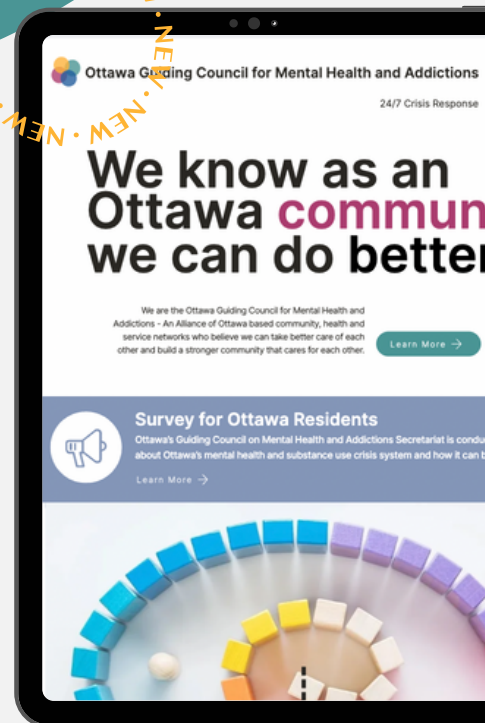 NEW · NEW · NEW ·
Ottawa Guiding Council for Mental Health and Addictions
24/7 Crisis Response
We know as an
Ottawa commun
we can do better
We are the Ottawa Guiding Council for Mental Health and
Addictions - An Alliance of Ottawa based community, health and
service networks who believe we can take better care of each
other and build a stronger community that cares for each other.
Learn More →
Survey for Ottawa Residents
Ottawa's Guiding Council on Mental Health and Addictions Secretariat is condu
about Ottawa's mental health and substance use crisis system and how it can b
Learn More →